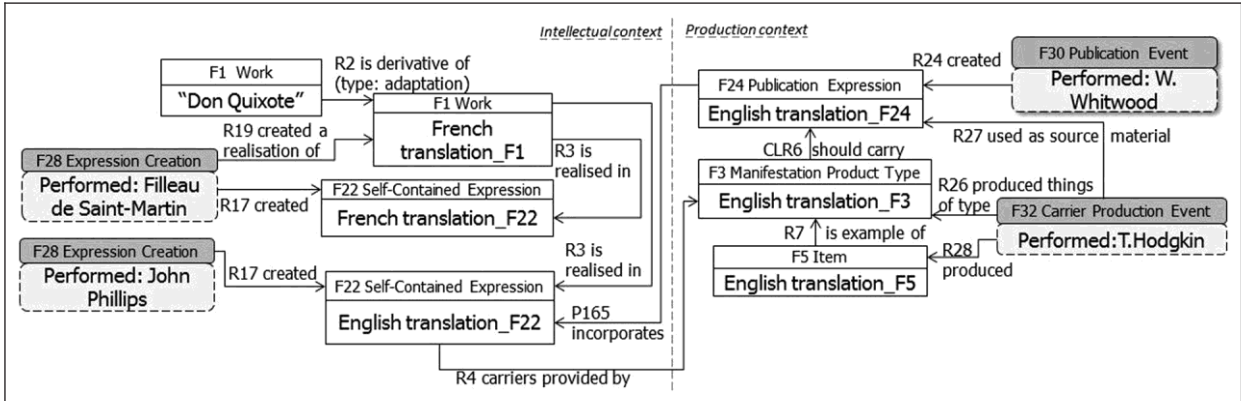 Intellectual context
Production context
F1 Work
"Don Quixote"
R2 is derivative of
(type: adaptation)
F1 Work
French
translation_F1
R19 created a
realisation of
F28 Expression Creation
Performed: Filleau
de Saint-Martin
R17 created
F22 Self-Contained Expression
French translation_F22
R3 is
realised in
F28 Expression Creation
Performed: John
Phillips
R17 created
R3 is
realised in
F22 Self-Contained Expression
English translation_F22
P165
incorporates
R4 carriers provided by
F30 Publication Event
Performed: W.
Whitwood
R24 created
F24 Publication Expression
English translation_F24
R27 used as source material
CLR6 should carry
F3 Manifestation Product Type
English translation_F3
R26 produced things
of type
F32 Carrier Production Event
Performed:T.Hodgkin
R7 is example of
R28
produced
F5 Item
English translation_F5